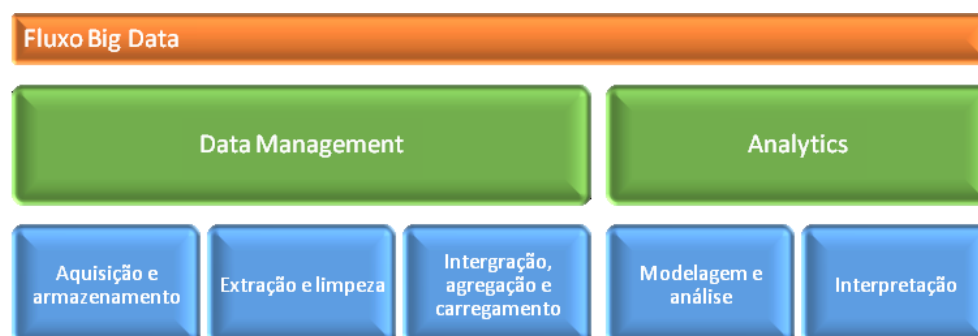 Fluxo Big Data
Data Management
Analytics
Aquisição e
armazenamento
Extração e limpeza
Intergração,
agregação e
carregamento
Modelagem e
análise
Interpretação